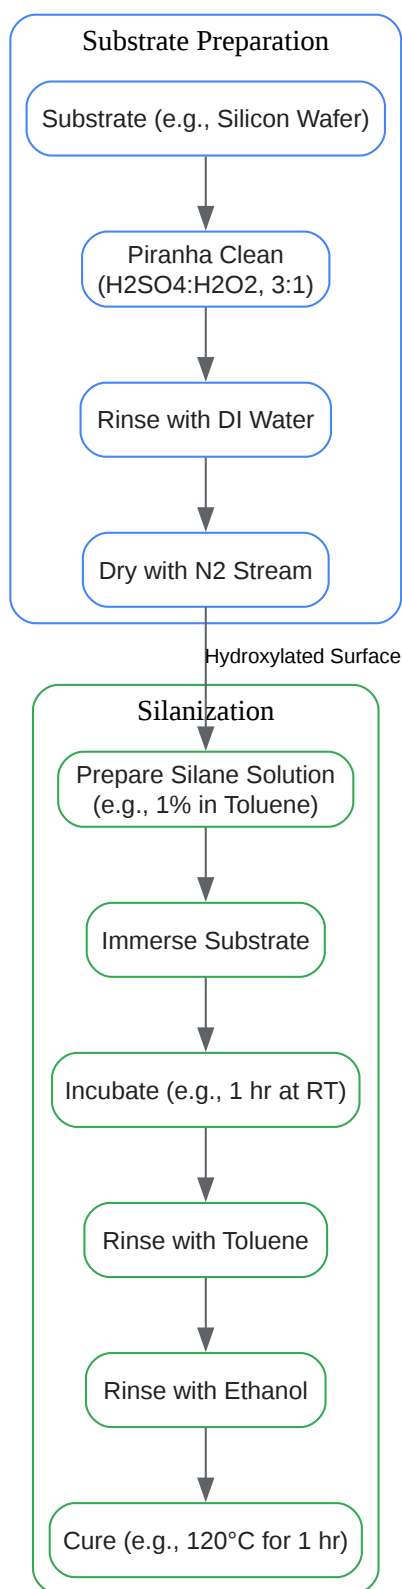 Substrate Preparation
Substrate (e.g., Silicon Wafer)
Piranha Clean
(H2SO4:H2O2, 3:1)
Rinse with DI Water
Dry with N2 Stream
Hydroxylated Surface
Silanization
Prepare Silane Solution
(e.g., 1% in Toluene)
Immerse Substrate
Incubate (e.g., 1 hr at RT)
Rinse with Toluene
Rinse with Ethanol
Cure (e.g., 120°C for 1 hr)